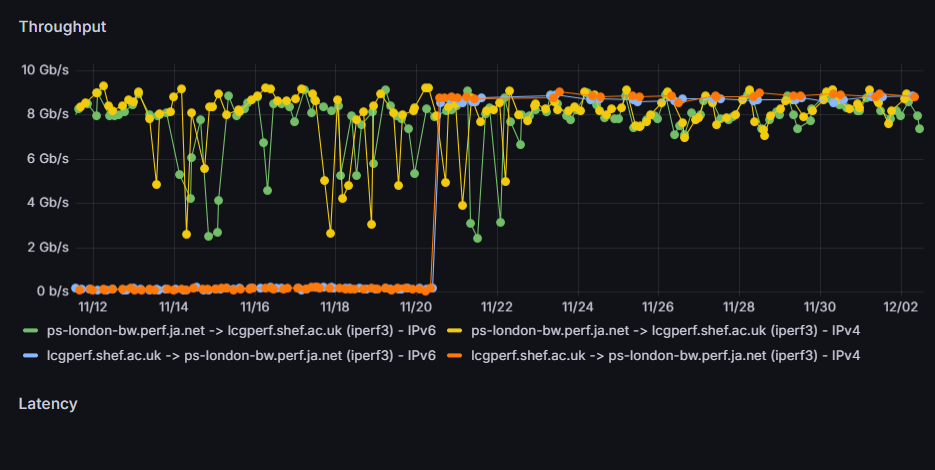 Throughput
10 Gb/s
8 Gb/s
6 Gb/s
4 Gb/s
2 Gb/s
0 b/s
11/12 11/14 11/16 11/18 11/20 11/22 11/24 11/26 11/28 11/30 12/02
ps-london-bw.perf.ja.net -> lcgperf.shef.ac.uk (iperf3) - IPv6 ps-london-bw.perf.ja.net -> lcgperf.shef.ac.uk (iperf3) - IPv4
lcgperf.shef.ac.uk -> ps-london-bw.perf.ja.net (iperf3) - IPv6 lcgperf.shef.ac.uk -> ps-london-bw.perf.ja.net (iperf3) - IPv4
Latency